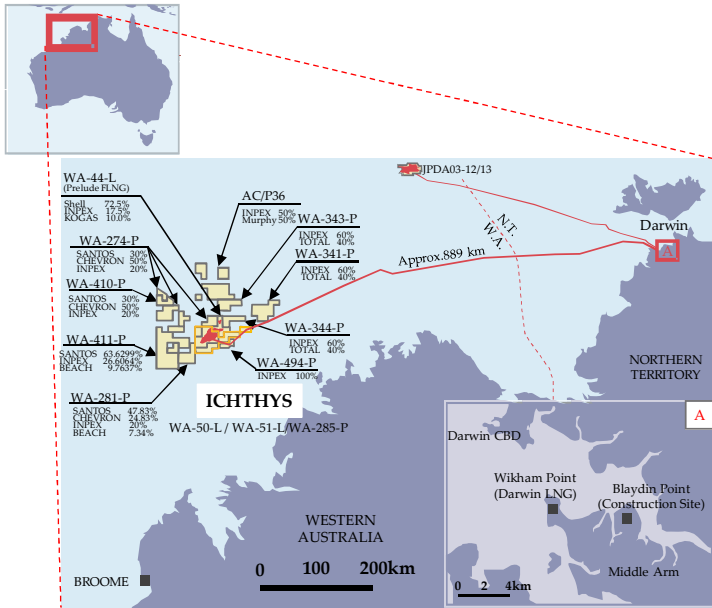 WA-44-L
(Prelude FLNG)
Shell 72.5%
INPEX 17.5%
KOGAS 10.0%
WA-274-P
SANTOS 30%
CHEVRON 50%
INPEX 20%
WA-410-P
SANTOS 30%
CHEVRON 50%
INPEX 20%
WA-411-P
SANTOS 63.6299%
INPEX 26.6064%
BEACH 9.7637%
WA-281-P
SANTOS 47.83%
CHEVRON 24.83%
INPEX 20%
BEACH 7.34%
AC/P36
INPEX 50%
Murphy 50%
WA-343-P
INPEX 60%
TOTAL 40%
WA-341-P
INPEX 60%
TOTAL 40%
WA-344-P
INPEX 60%
TOTAL 40%
WA-494-P
INPEX 100%
ICHTHYS
WA-50-L / WA-51-L/WA-285-P
JPDA03-12/13
N.T.
W.A.
Approx.889 km
Darwin
A
NORTHERN
TERRITORY
WESTERN
AUSTRALIA
BROOME
0 100 200km
A
Darwin CBD
Wikham Point
(Darwin LNG)
Blaydin Point
(Construction Site)
Middle Arm
0 2 4km